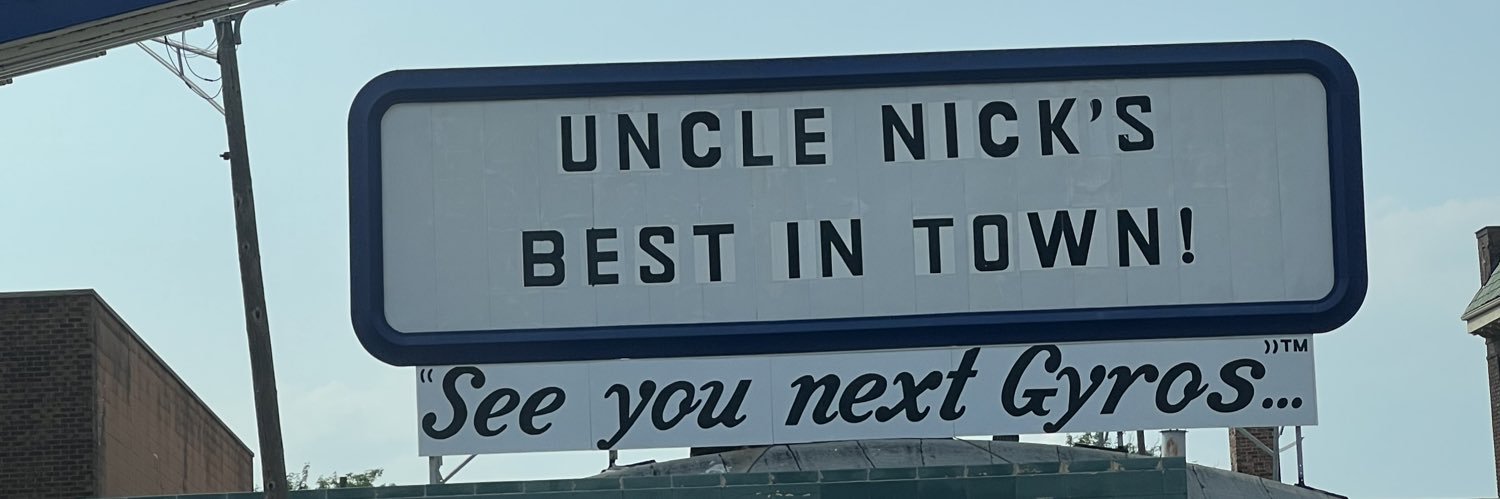 UNCLE NICK'S
BEST IN TOWN!
“See you next Gyros...”™